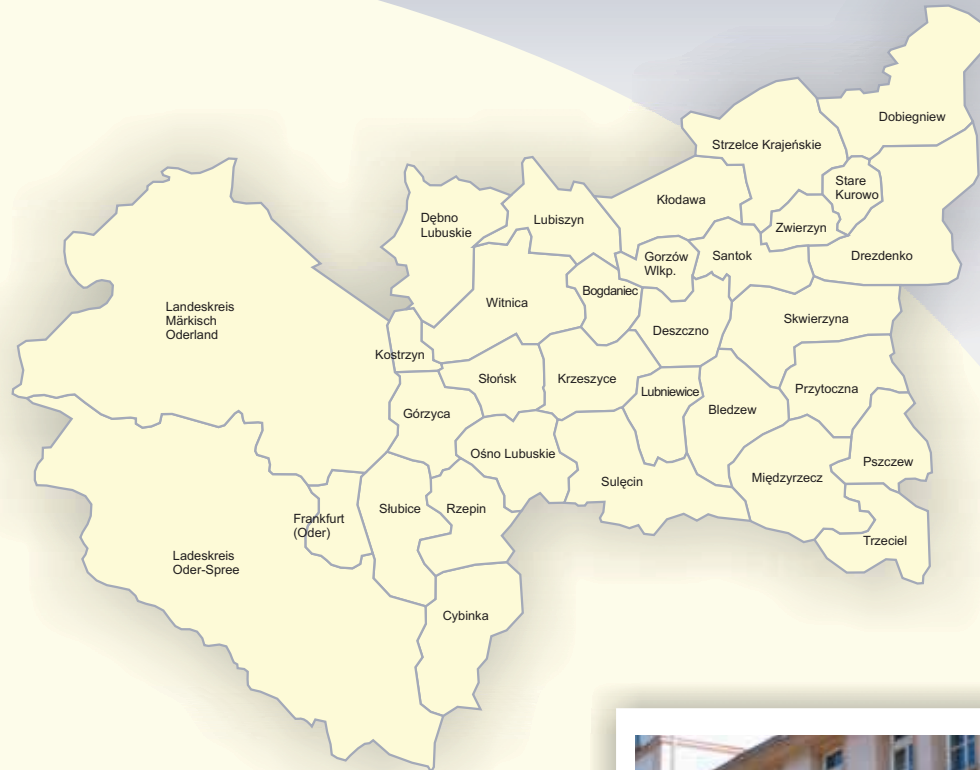 Dobiegniew
Strzelce Krajeńskie
Stare
Kurowo
Kłodawa
Dębno
Lubuskie
Lubiszyn
Zwierzyn
Gorzów
Wlkp.
Santok
Drezdenko
Bogdaniec
Witnica
Landeskreis
Märkisch
Oderland
Skwierzyna
Deszczno
Kostrzyn
Słońsk
Krzeszyce
Lubniewice
Przytoczna
Górzyca
Bledzew
Ośno Lubuskie
Pszczew
Sulęcin
Międzyrzecz
Słubice
Rzepin
Frankfurt
(Oder)
Trzeciel
Ladeskreis
Oder-Spree
Cybinka